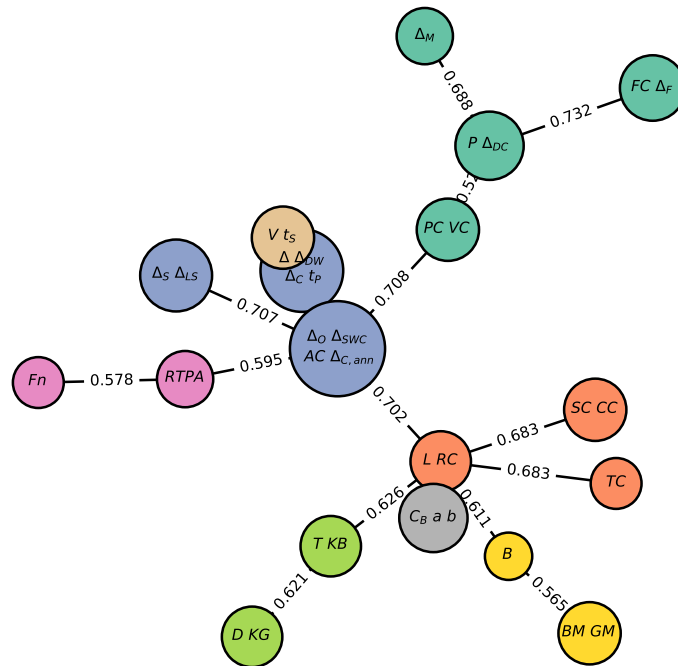 Δ_M
0.688
FC Δ_F
0.732
P Δ_DC
PC VC
0.708
V t_S
Δ Δ_DW
Δ_C t_P
Δ_S Δ_LS
0.707
Δ_O Δ_SWC
AC Δ_C, ann
0.595
RTPA
0.578
Fn
0.702
SC CC
0.683
L RC
0.683
TC
0.626
C_B a b
0.611
T KB
B
0.621
0.565
D KG
BM GM